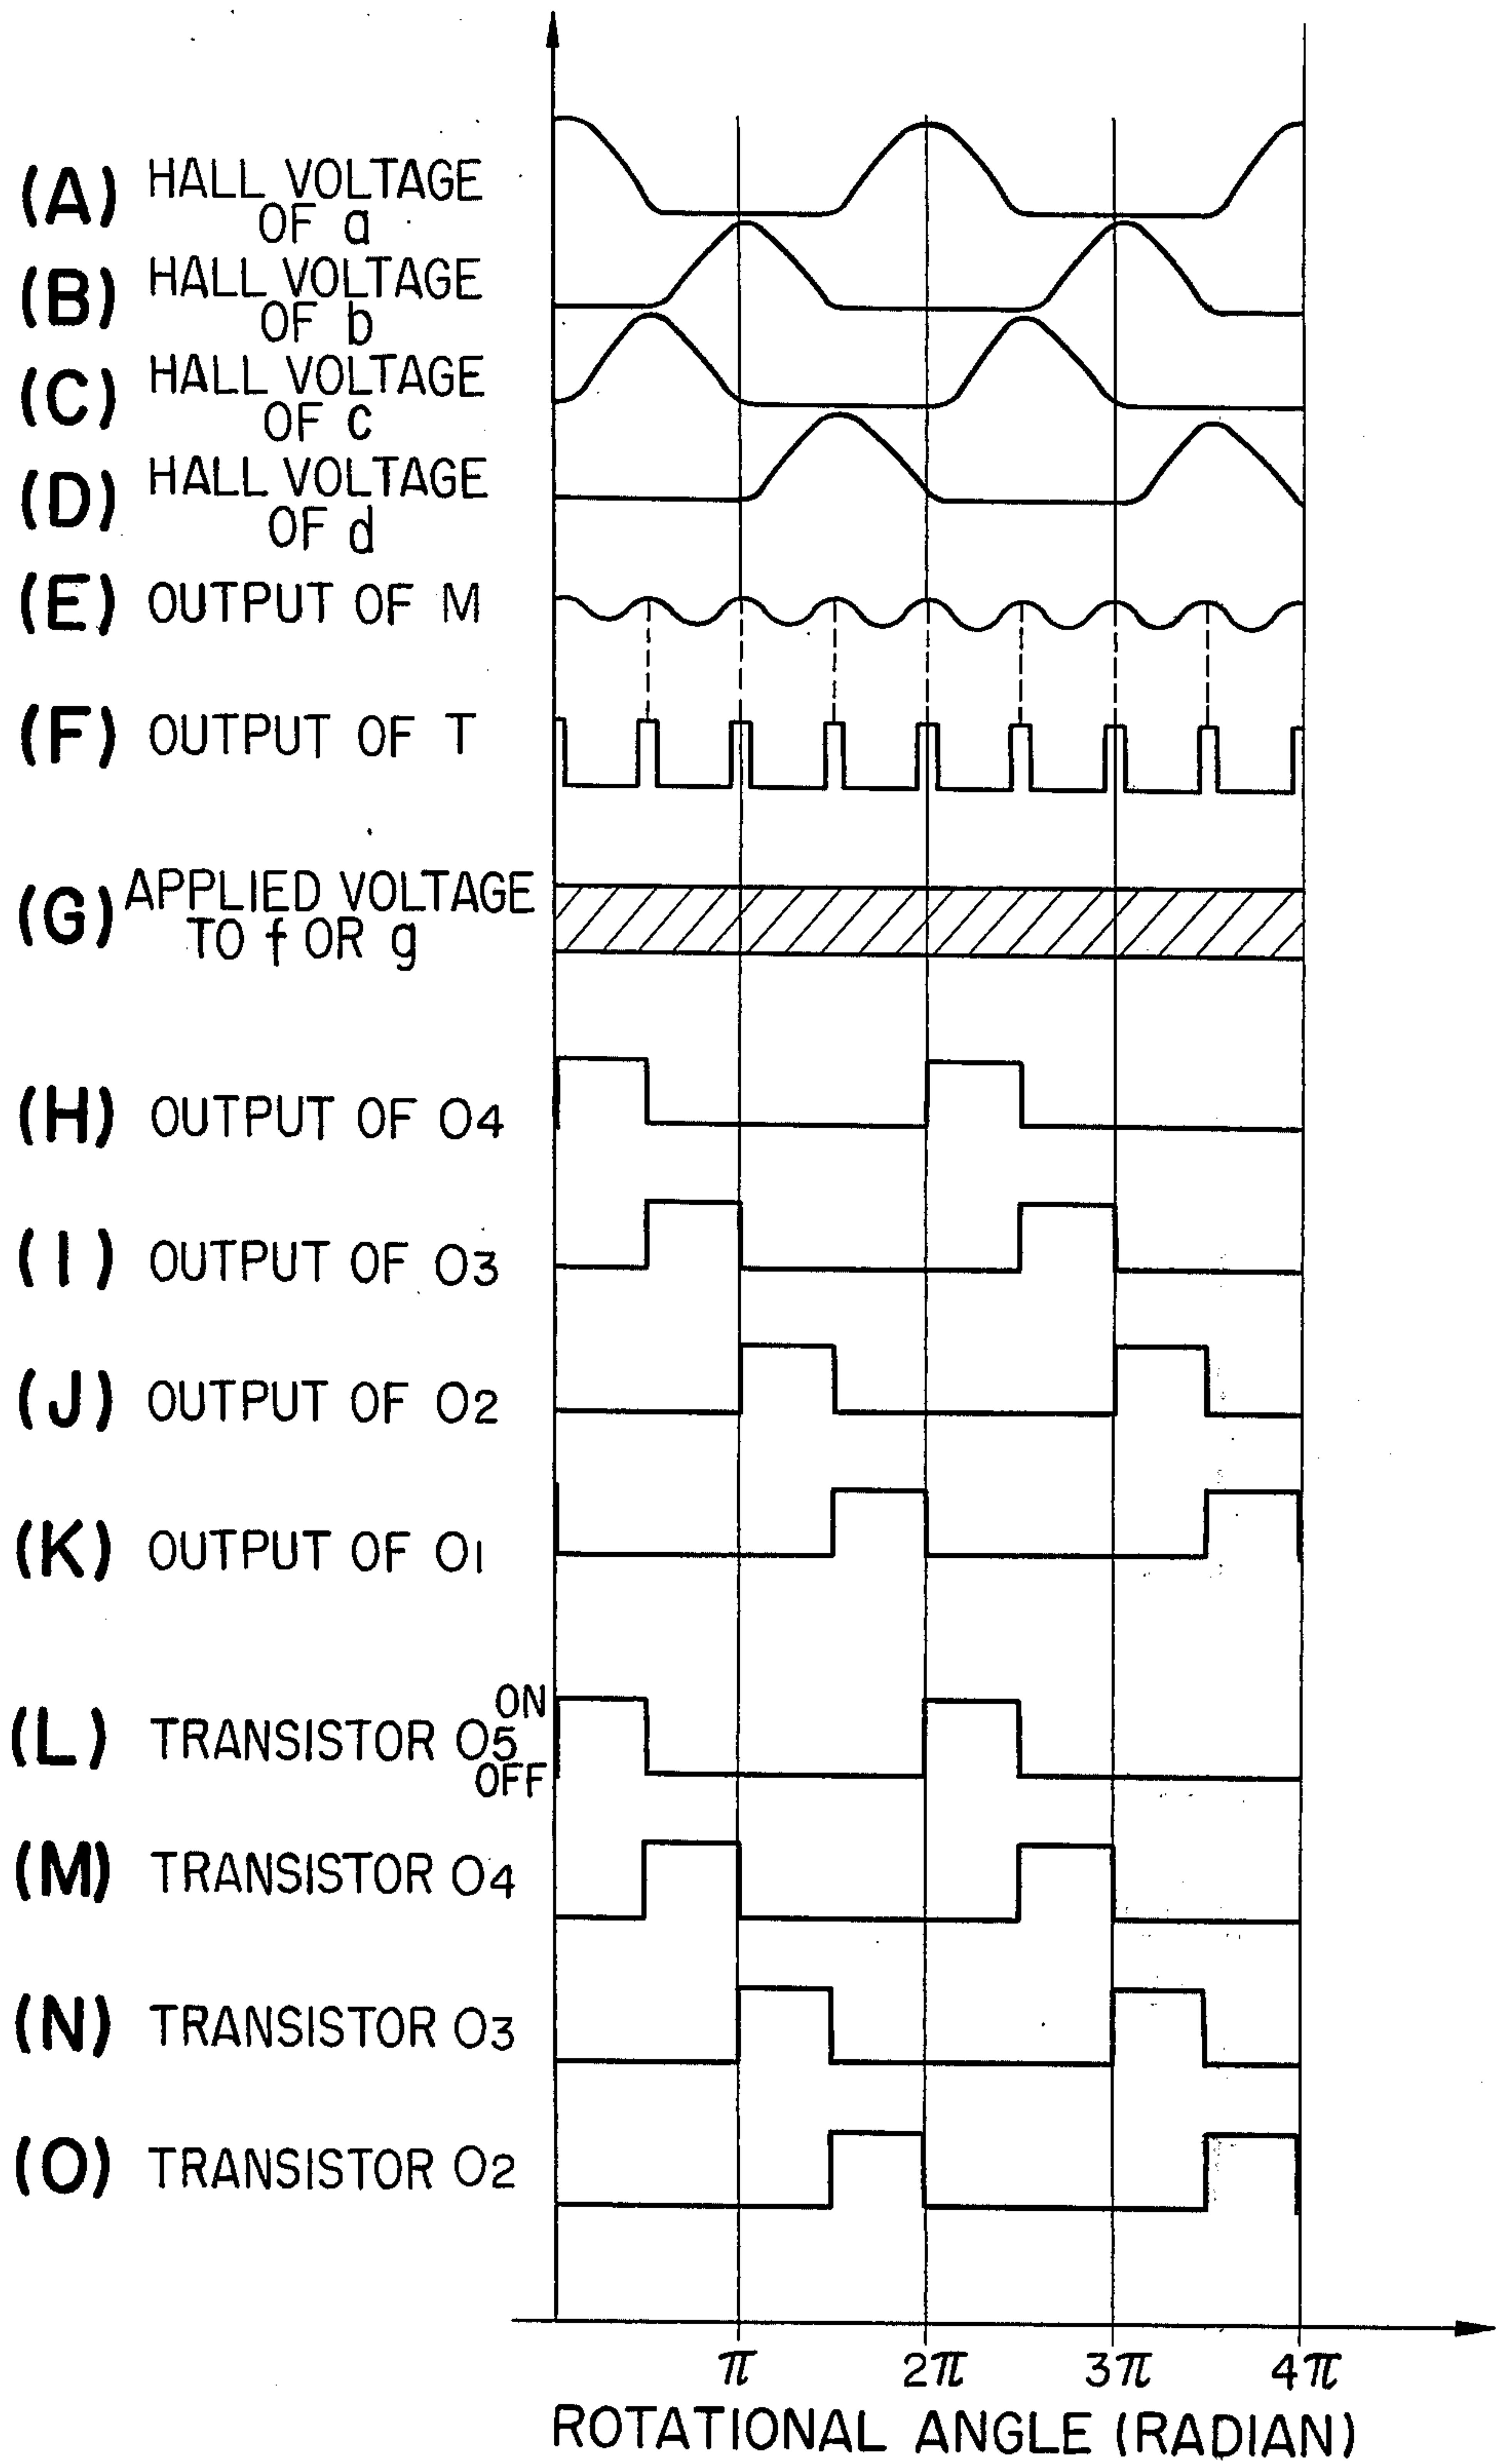 (A) HALL VOLTAGE
OF a
(B) HALL VOLTAGE
OF b
(C) HALL VOLTAGE
OF c
(D) HALL VOLTAGE
OF d
(E) OUTPUT OF M
(F) OUTPUT OF T
(G) APPLIED VOLTAGE
TO f OR g
(H) OUTPUT OF O4
(I) OUTPUT OF O3
(J) OUTPUT OF O2
(K) OUTPUT OF O1
ON
(L) TRANSISTOR O5
OFF
(M) TRANSISTOR O4
(N) TRANSISTOR O3
(O) TRANSISTOR O2
π 2π 3π 4π
ROTATIONAL ANGLE (RADIAN)